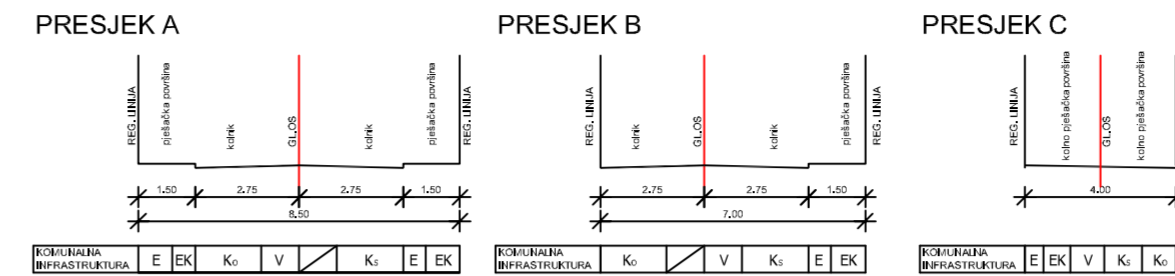 PRESJEK A
REG. LINIJA
pješačka površina
kolnik
GL.OS
kolnik
pješačka površina
REG. LINIJA
1.50 2.75 2.75 1.50
8.50
KOMUNALNA INFRASTRUKTURA
E EK Ko V Ks E EK
PRESJEK B
REG. LINIJA
kolnik
GL.OS
kolnik
pješačka površina
REG. LINIJA
2.75 2.75 1.50
7.00
KOMUNALNA INFRASTRUKTURA
Ko V Ks E EK
PRESJEK C
REG. LINIJA
kolno pješačka površina
GL.OS
kolno pješačka površina
4.00
KOMUNALNA INFRASTRUKTURA
E EK V Ks Ko